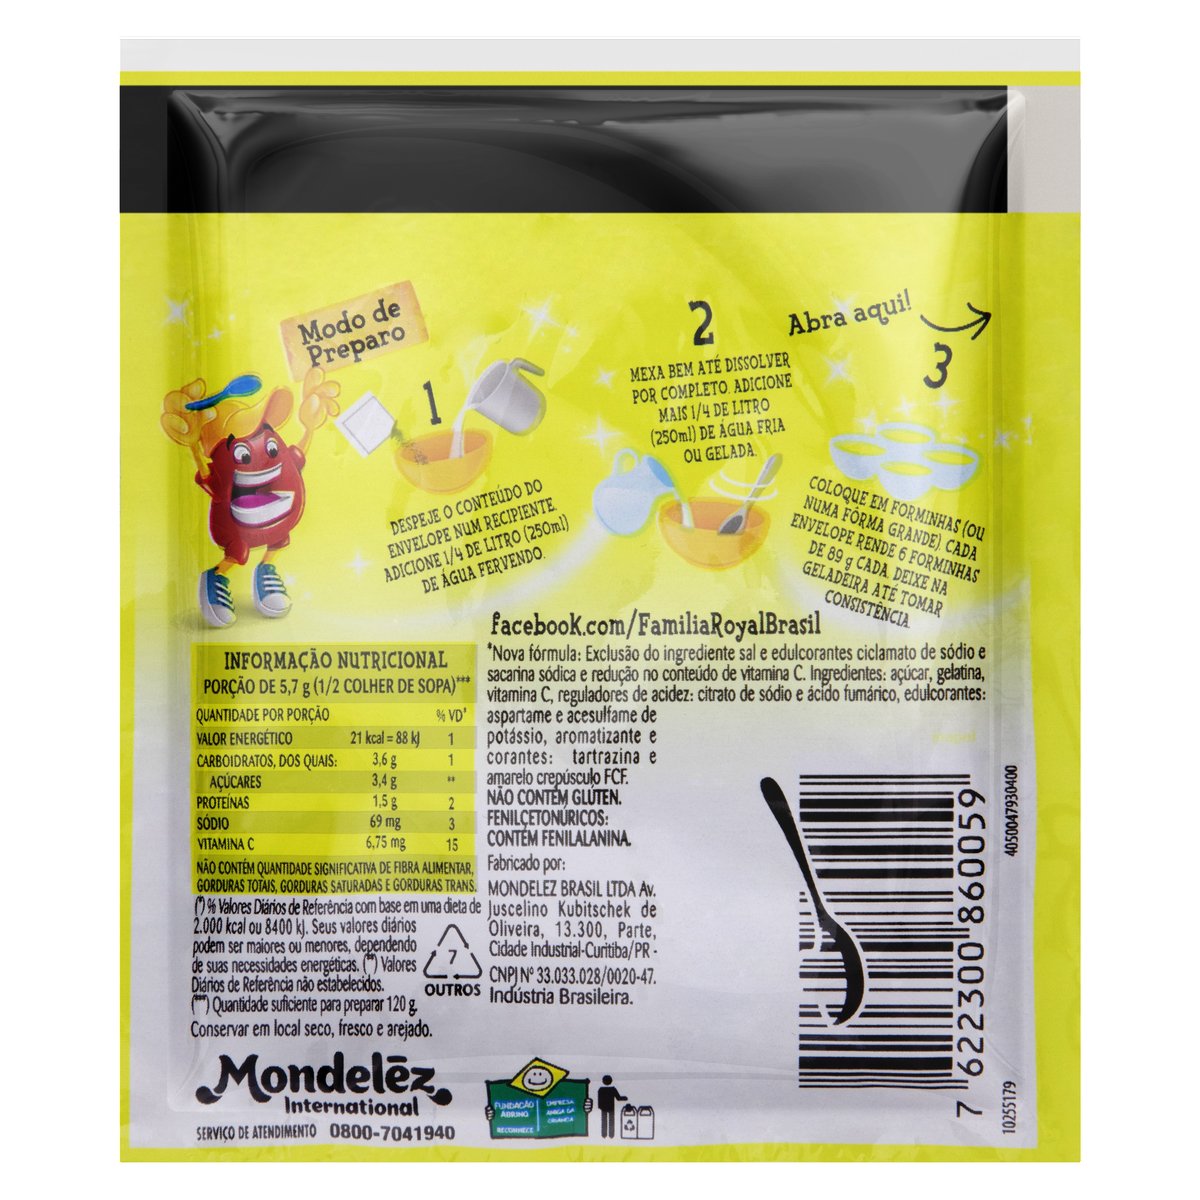 Modo de
Preparo
1
DESPEJE O CONTEÚDO DO
ENVELOPE NUM RECIPIENTE.
ADICIONE 1/4 DE LITRO (250ml)
DE ÁGUA FERVENDO.
2
MEXA BEM ATÉ DISSOLVER
POR COMPLETO. ADICIONE
MAIS 1/4 DE LITRO
(250ml) DE ÁGUA FRIA
OU GELADA.
Abra aqui!
3
COLOQUE EM FORMINHAS (OU
NUMA FÔRMA GRANDE). CADA
ENVELOPE RENDE 6 FORMINHAS
DE 89 g CADA. DEIXE NA
GELADEIRA ATÉ TOMAR
CONSISTÊNCIA.
facebook.com/FamiliaRoyalBrasil
*Nova fórmula: Exclusão do ingrediente sal e edulcorantes ciclamato de sódio e
sacarina sódica e redução no conteúdo de vitamina C. Ingredientes: açúcar, gelatina,
vitamina C, reguladores de acidez: citrato de sódio e ácido fumárico, edulcorantes:
aspartame e acesulfame de
potássio, aromatizante e
corantes: tartrazina e
amarelo crepúsculo FCF.
NÃO CONTÉM GLÚTEN.
FENILCETONÚRICOS:
CONTÉM FENILALANINA.
Fabricado por:
MONDELEZ BRASIL LTDA Av.
Juscelino Kubitschek de
Oliveira, 13.300, Parte,
Cidade Industrial-Curitiba/PR -
CNPJ Nº 33.033.028/0020-47.
Indústria Brasileira.
INFORMAÇÃO NUTRICIONAL
PORÇÃO DE 5,7 g (1/2 COLHER DE SOPA)***
QUANTIDADE POR PORÇÃO % VD*
VALOR ENERGÉTICO 21 kcal = 88 kJ 1
CARBOIDRATOS, DOS QUAIS: 3,6 g 1
AÇÚCARES 3,4 g **
PROTEÍNAS 1,5 g 2
SÓDIO 69 mg 3
VITAMINA C 6,75 mg 15
NÃO CONTÉM QUANTIDADE SIGNIFICATIVA DE FIBRA ALIMENTAR,
GORDURAS TOTAIS, GORDURAS SATURADAS E GORDURAS TRANS.
(*) % Valores Diários de Referência com base em uma dieta de
2.000 kcal ou 8400 kJ. Seus valores diários
podem ser maiores ou menores, dependendo
de suas necessidades energéticas. (**) Valores
Diários de Referência não estabelecidos.
(***) Quantidade suficiente para preparar 120 g.
Conservar em local seco, fresco e arejado.
7
OUTROS
Mondelēz
International
SERVIÇO DE ATENDIMENTO 0800-7041940
FUNDAÇÃO
ABRINQ
RECONHECE
EMPRESA
AMIGA DA
CRIANÇA
7 622300 860059
4050047930400
10255179